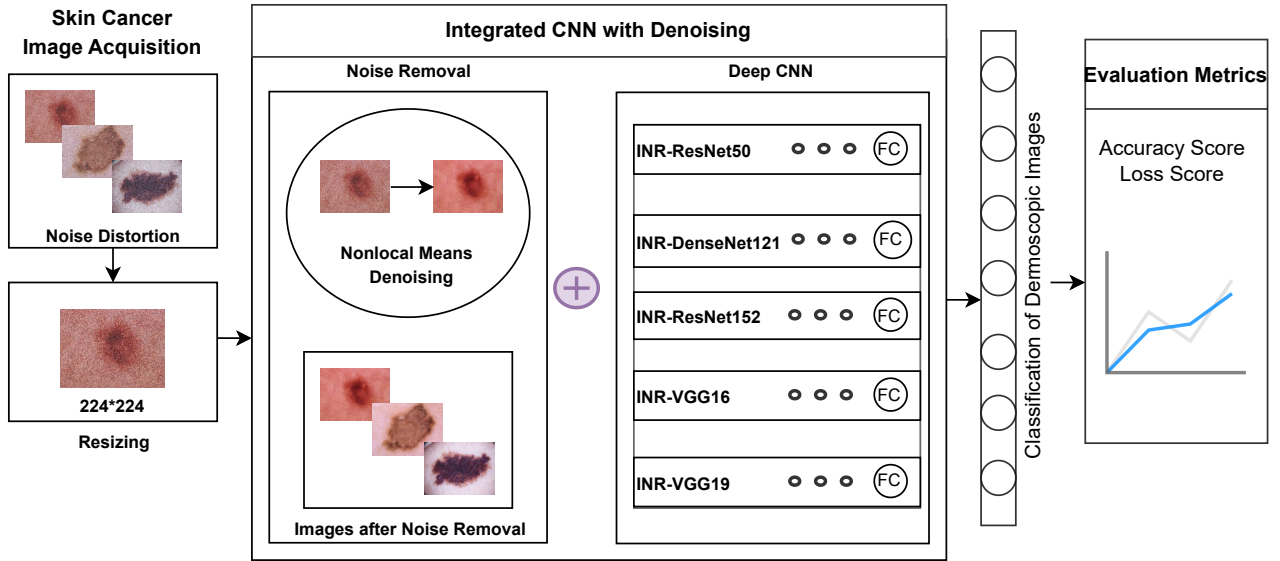 Skin Cancer
Image Acquisition
Noise Distortion
224*224
Resizing
Integrated CNN with Denoising
Noise Removal
Nonlocal Means
Denoising
Images after Noise Removal
Deep CNN
INR-ResNet50
FC
INR-DenseNet121
FC
INR-ResNet152
FC
INR-VGG16
FC
INR-VGG19
FC
Classification of Dermoscopic Images
Evaluation Metrics
Accuracy Score
Loss Score